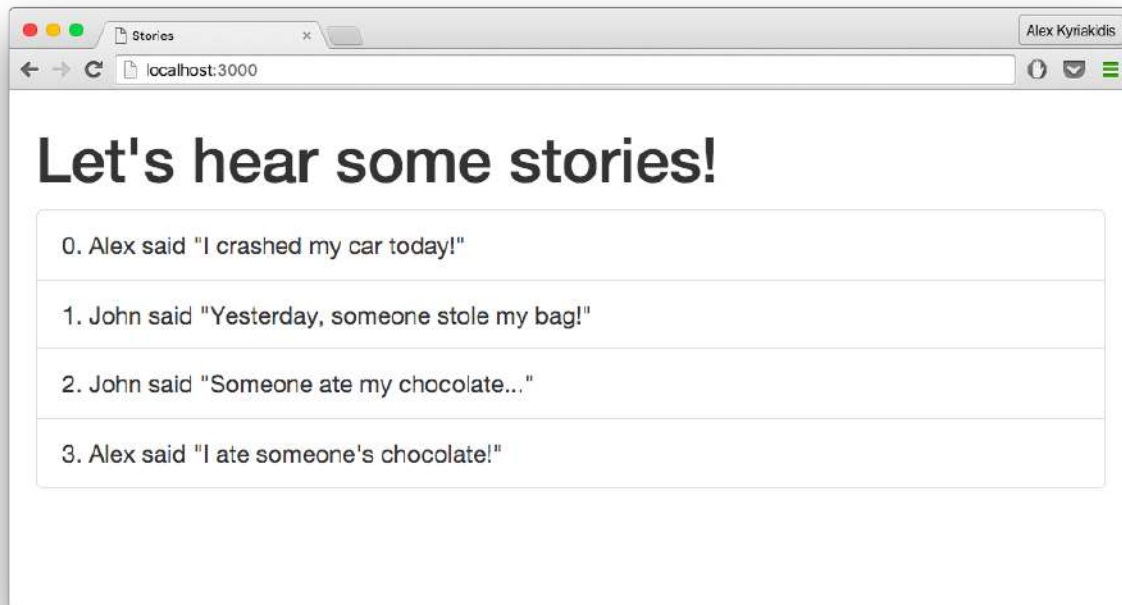 Stories
Alex Kyriakidis
localhost:3000
Let's hear some stories!
0. Alex said "I crashed my car today!"
1. John said "Yesterday, someone stole my bag!"
2. John said "Someone ate my chocolate..."
3. Alex said "I ate someone's chocolate!"